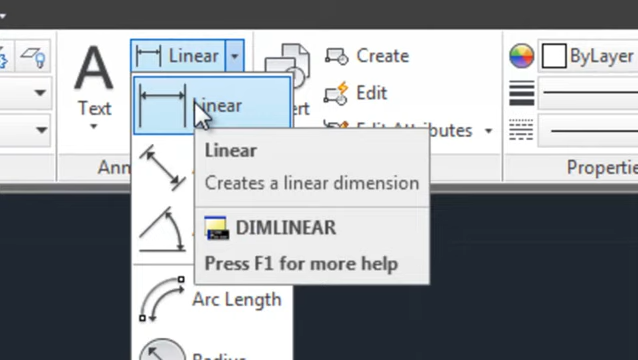 Linear
Text
Create
ByLayer
Linear
Edit
Edit Attributes
Linear
Creates a linear dimension
DIMLINEAR
Press F1 for more help
Arc Length